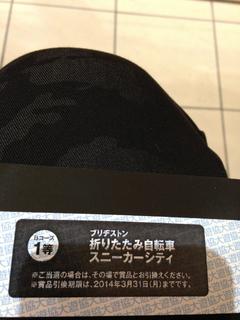 Bコース
1等
ブリヂストン
折りたたみ自転車
スニーカーシティ
※ご当選の場合は、その場で賞品とお引換えください。
※賞品引換期限は、2014年3月31日(月)までです。